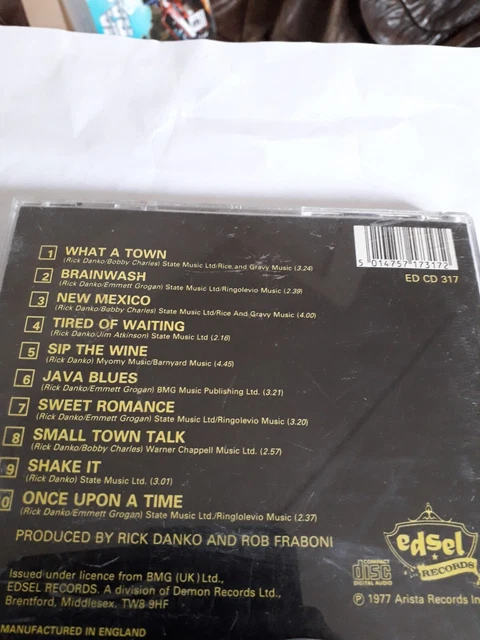 1 WHAT A TOWN
(Rick Danko/Bobby Charles) State Music Ltd/Rice and Gravy Music (3.24)
2 BRAINWASH
(Rick Danko/Emmett Grogan) State Music Ltd/Ringolevio Music (2.39)
3 NEW MEXICO
(Rick Danko/Bobby Charles) State Music Ltd/Rice And Gravy Music (4.00)
4 TIRED OF WAITING
(Rick Danko/Jim Atkinson) State Music Ltd (2.16)
5 SIP THE WINE
(Rick Danko) Myomy Music/Barnyard Music (4.45)
6 JAVA BLUES
(Rick Danko/Emmett Grogan) BMG Music Publishing Ltd. (3.21)
7 SWEET ROMANCE
(Rick Danko/Emmett Grogan) State Music Ltd/Ringolevio Music (3.20)
8 SMALL TOWN TALK
(Rick Danko/Bobby Charles) Warner Chappell Music Ltd. (2.57)
9 SHAKE IT
(Rick Danko) State Music Ltd. (3.01)
0 ONCE UPON A TIME
(Rick Danko/Emmett Grogan) State Music Ltd./Ringlolevio Music (2.37)
5 014757 173172
ED CD 317
PRODUCED BY RICK DANKO AND ROB FRABONI
Issued under licence from BMG (UK) Ltd.,
EDSEL RECORDS. A division of Demon Records Ltd.,
Brentford, Middlesex. TW8 9HF
MANUFACTURED IN ENGLAND
COMPACT
disc
DIGITAL AUDIO
edsel
RECORDS
℗ 1977 Arista Records In